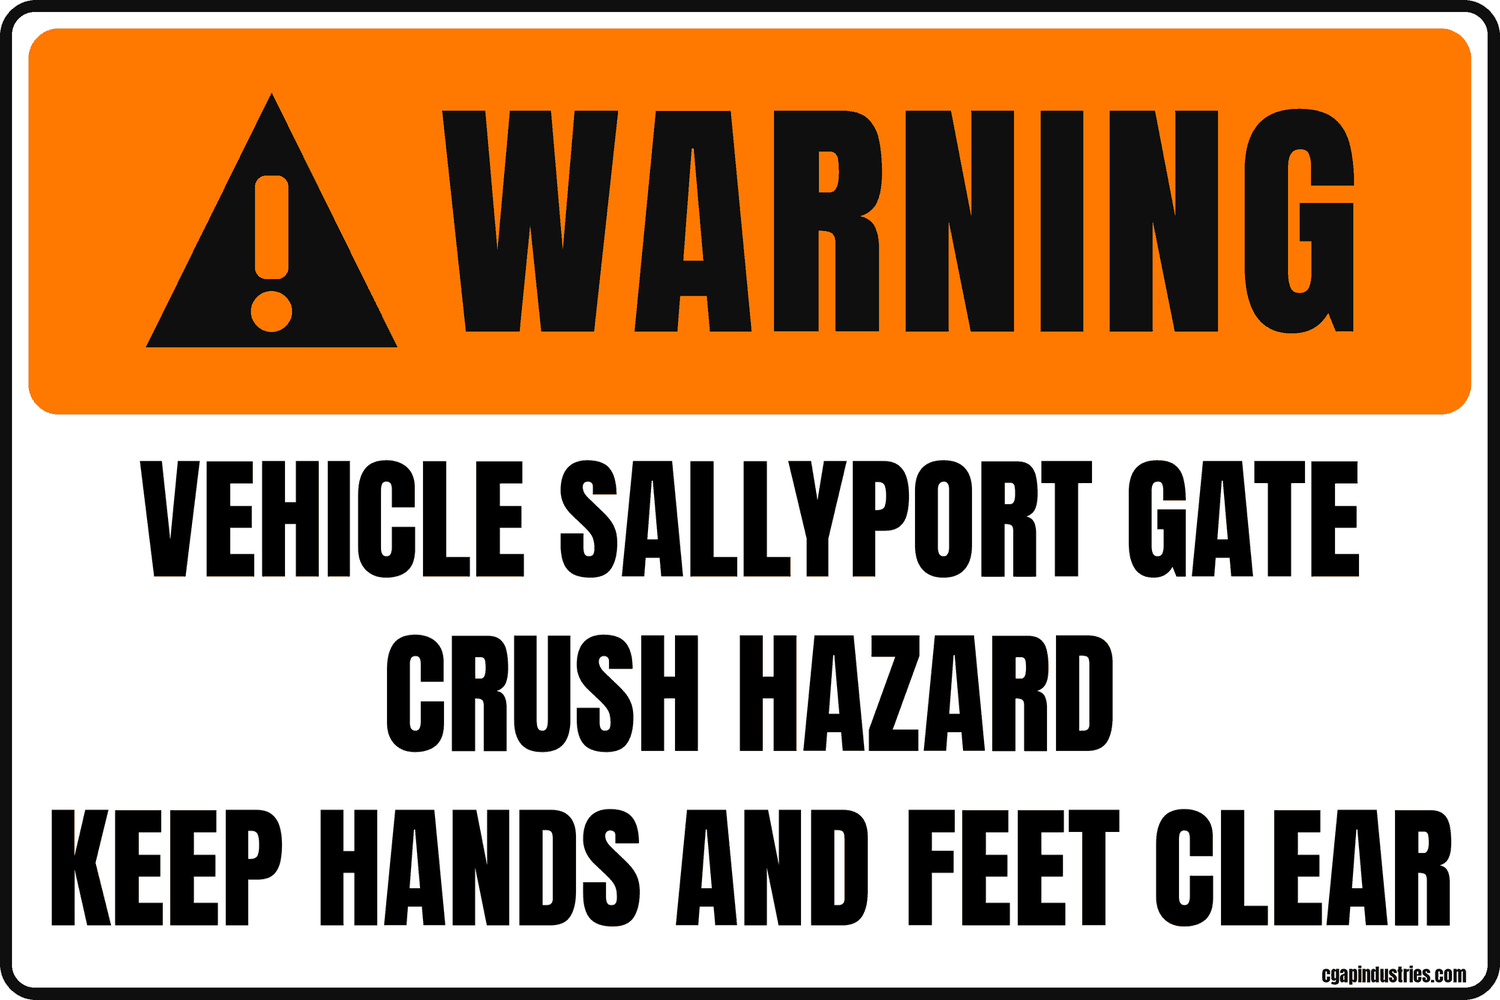 WARNING
VEHICLE SALLYPORT GATE
CRUSH HAZARD
KEEP HANDS AND FEET CLEAR
cgapindustries.com